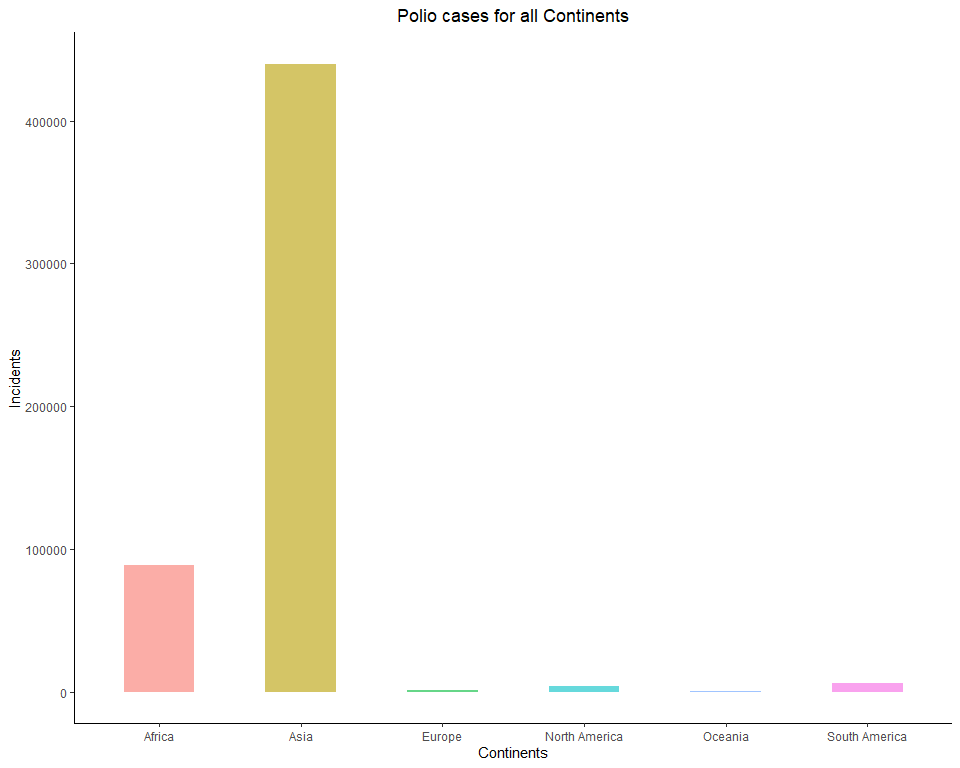 Polio cases for all Continents
Incidents
400000
300000
200000
100000
0
Africa Asia Europe North America Oceania South America
Continents